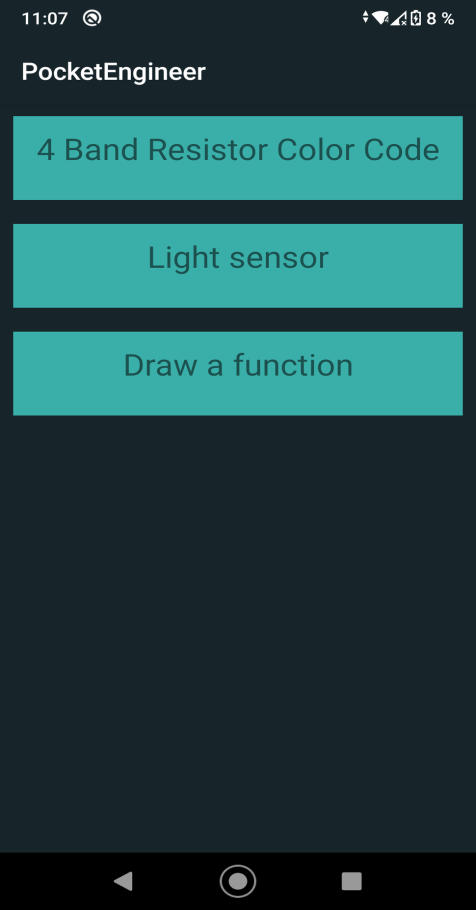 11:07 8 %
PocketEngineer
4 Band Resistor Color Code
Light sensor
Draw a function